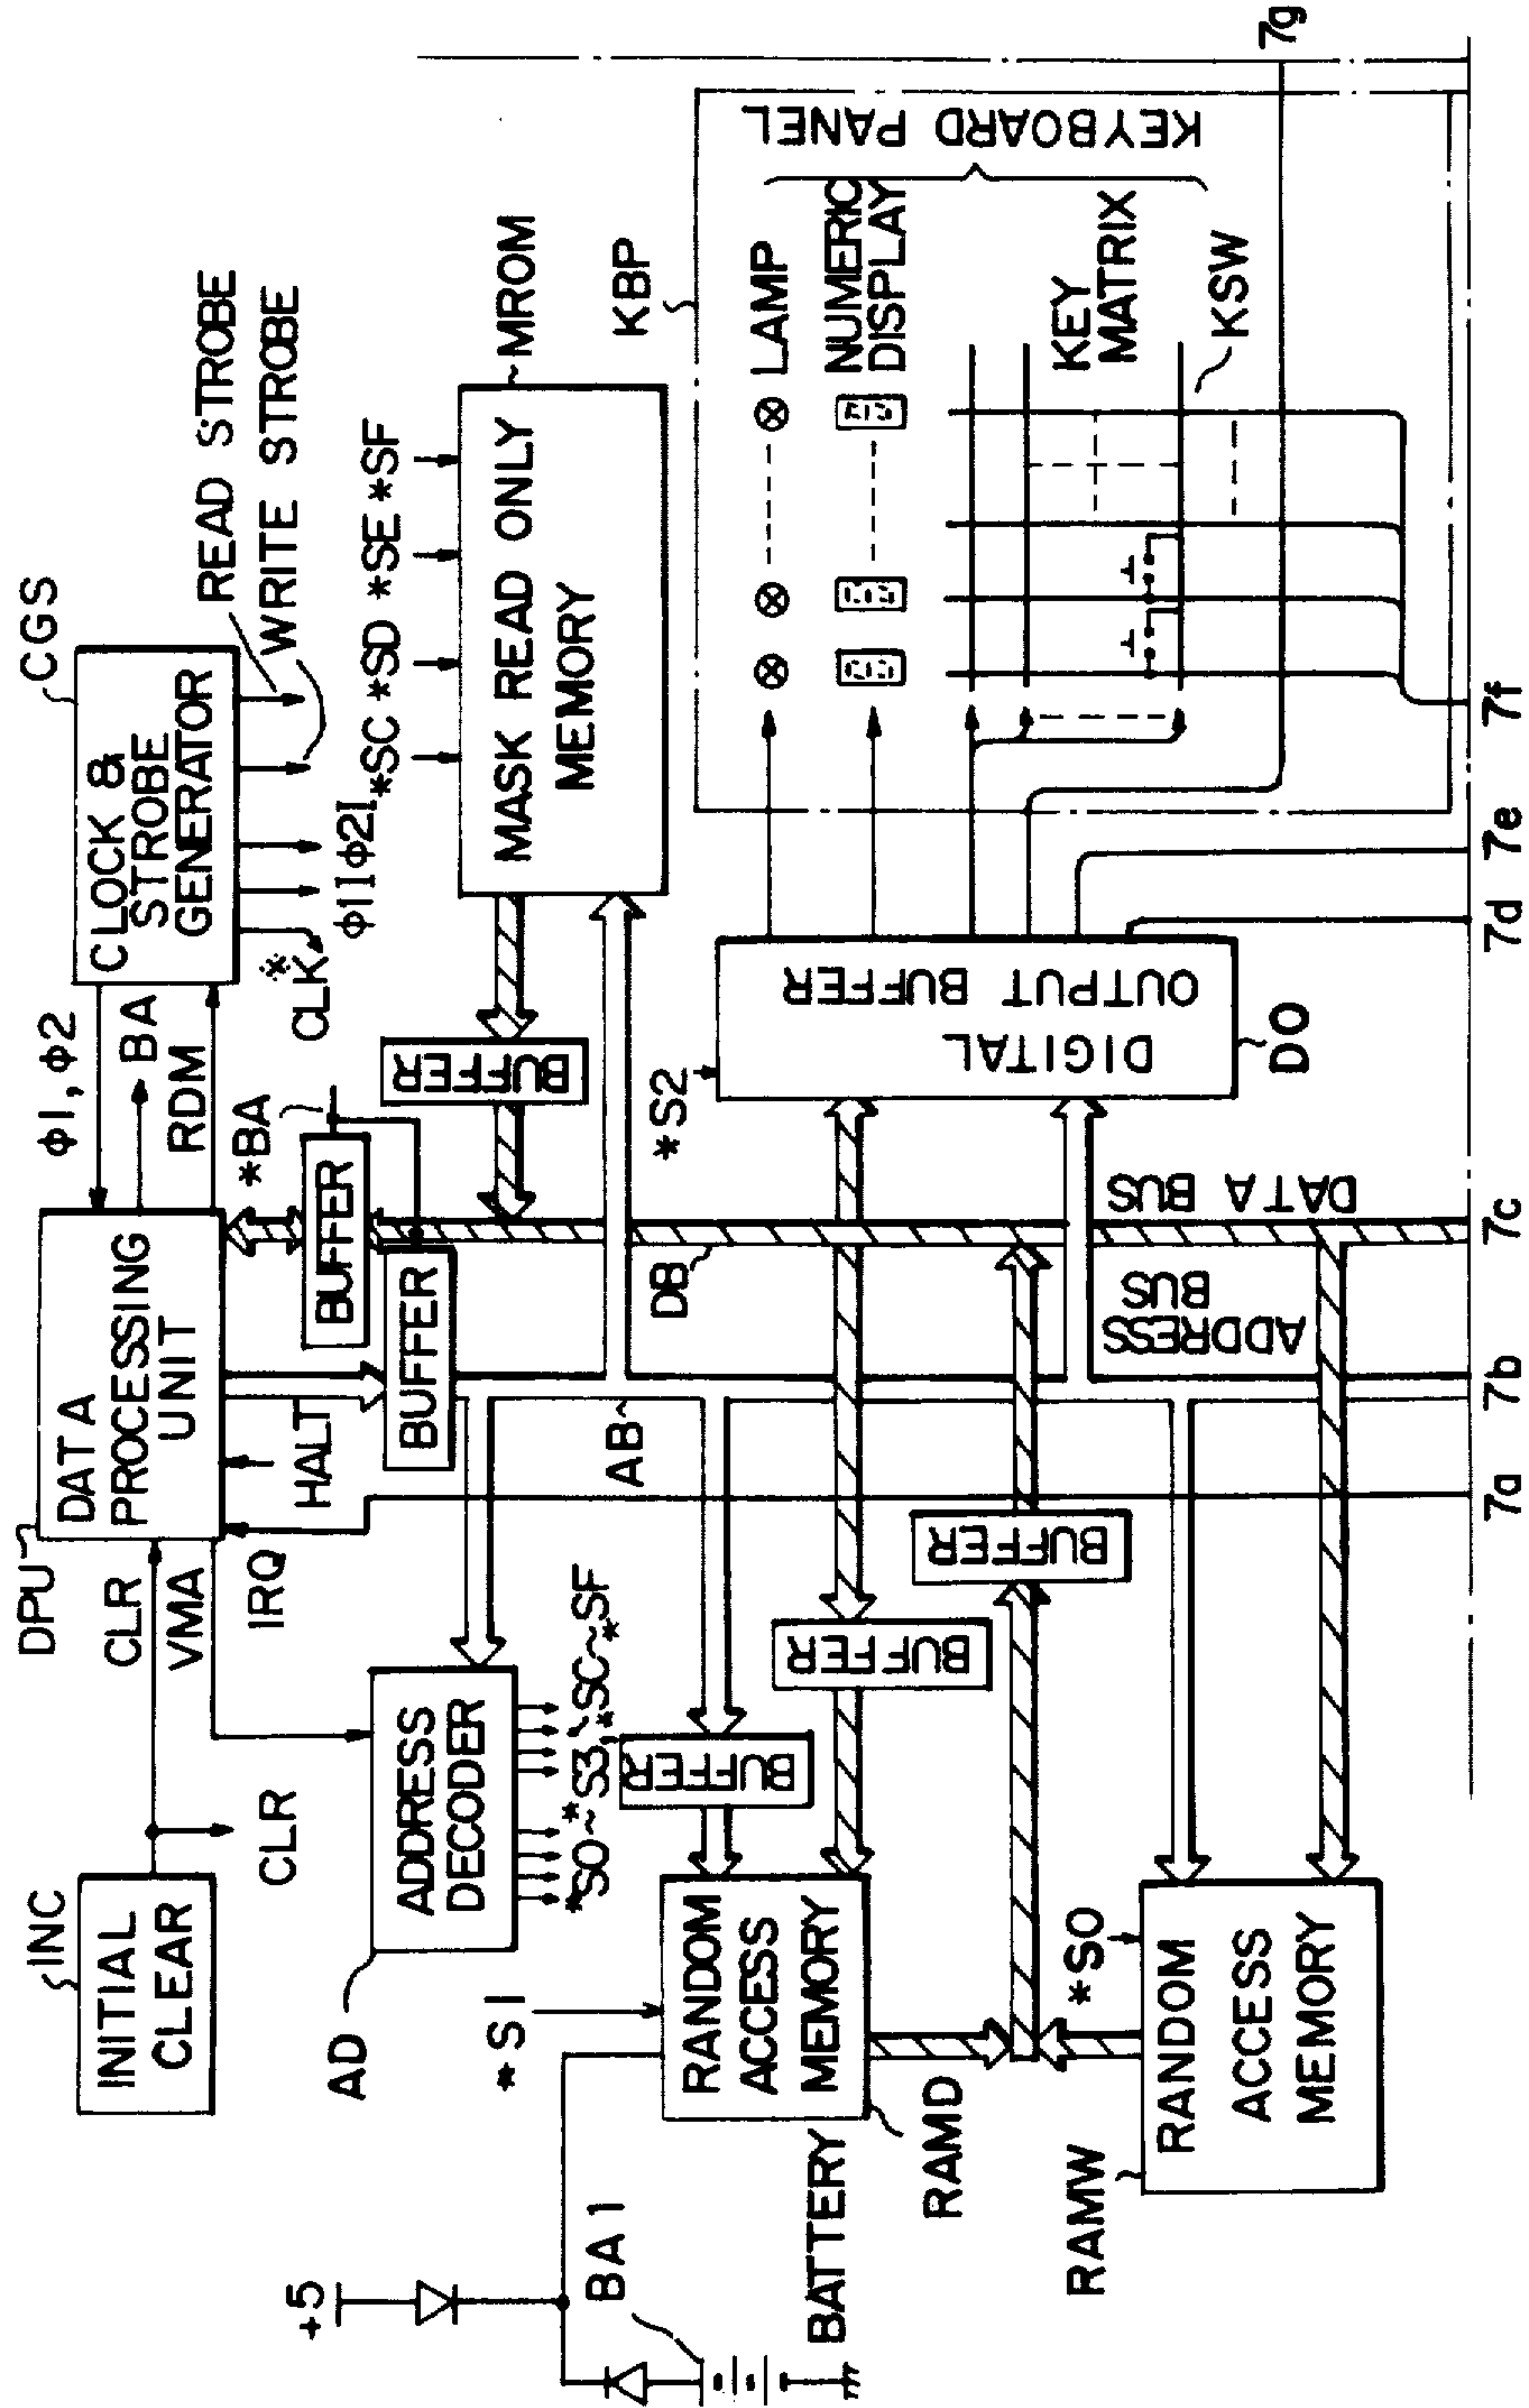 INC
INITIAL
CLEAR
CLR
DPU
CLR
VMA
IRQ
DATA
PROCESSING
UNIT
HALT
φ1, φ2
BA
RDM
*BA
BUFFER
BUFFER
CGS
CLOCK &
STROBE
GENERATOR
*
CLK
φ11 φ21
READ STROBE
WRITE STROBE
AD
ADDRESS
DECODER
*S0~*S3, *SC~*SF
BUFFER
*SC *SD *SE *SF
MASK READ ONLY
MEMORY
MROM
+5
BA1
BATTERY
*S1
RANDOM
ACCESS
MEMORY
RAMD
BUFFER
BUFFER
AB
DB
BUFFER
*S2
DIGITAL
OUTPUT BUFFER
DO
KBP
LAMP
NUMERIC
DISPLAY
KEY
MATRIX
KSW
KEYBOARD PANEL
RAMW
*S0
RANDOM
ACCESS
MEMORY
ADDRESS
BUS
DATA BUS
7a
7b
7c
7d
7e
7f
7g